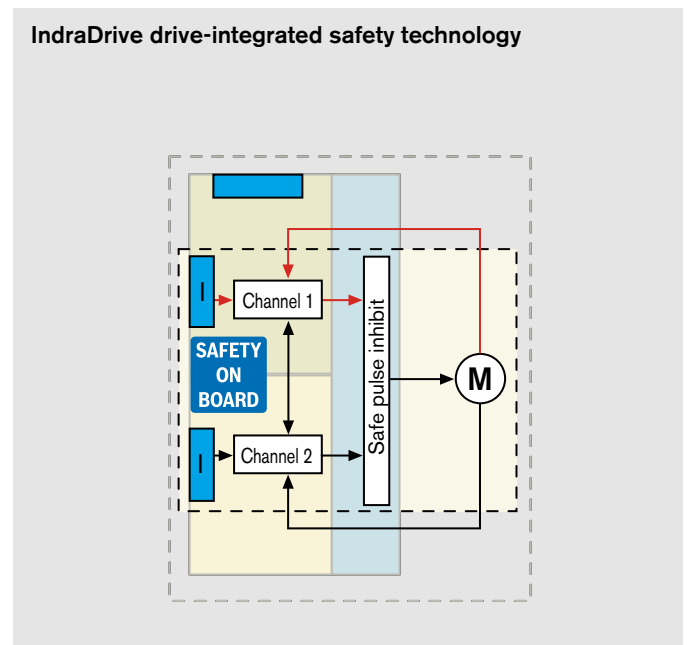 IndraDrive drive-integrated safety technology
I
Channel 1
Safe pulse inhibit
SAFETY
ON
BOARD
M
I
Channel 2